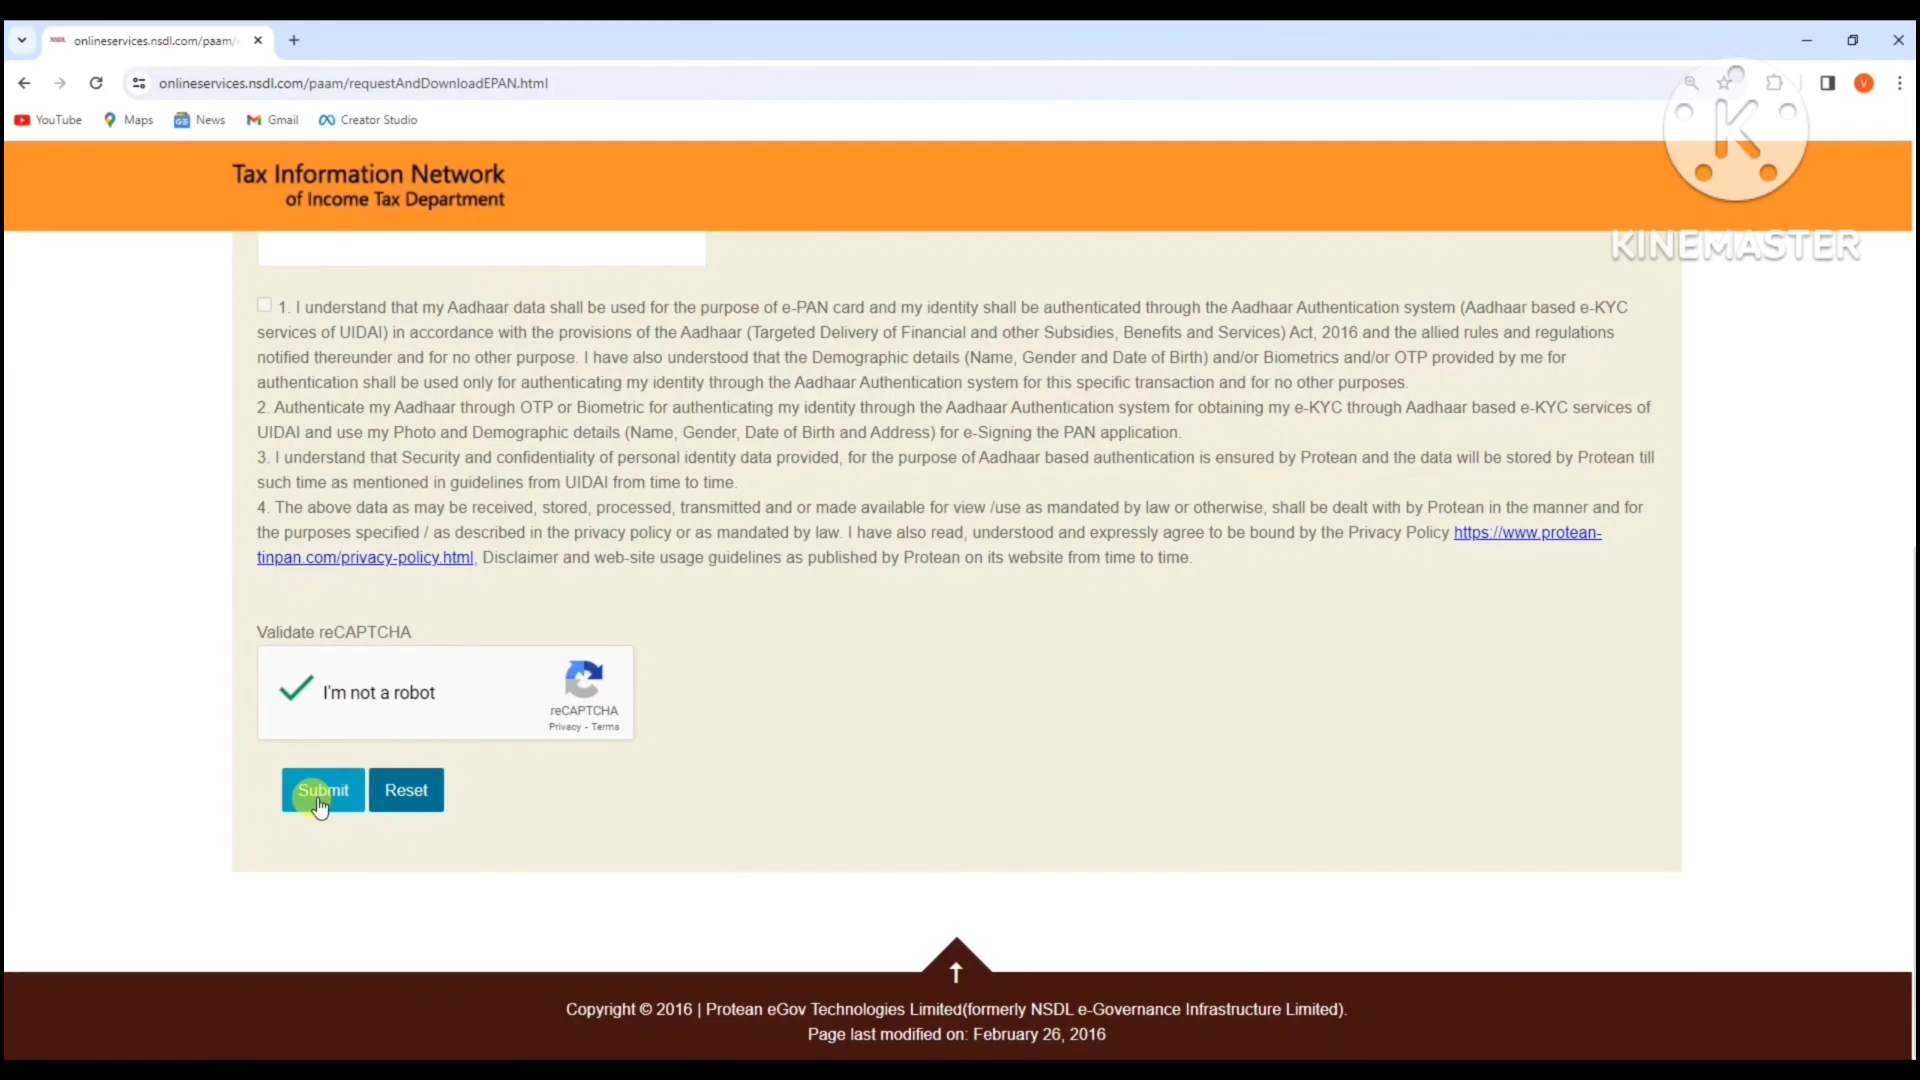 NSDL onlineservices.nsdl.com/paam/
onlineservices.nsdl.com/paam/requestAndDownloadEPAN.html
V
YouTube Maps News Gmail Creator Studio
K
KINEMASTER
Tax Information Network
of Income Tax Department
1. I understand that my Aadhaar data shall be used for the purpose of e-PAN card and my identity shall be authenticated through the Aadhaar Authentication system (Aadhaar based e-KYC
services of UIDAI) in accordance with the provisions of the Aadhaar (Targeted Delivery of Financial and other Subsidies, Benefits and Services) Act, 2016 and the allied rules and regulations
notified thereunder and for no other purpose. I have also understood that the Demographic details (Name, Gender and Date of Birth) and/or Biometrics and/or OTP provided by me for
authentication shall be used only for authenticating my identity through the Aadhaar Authentication system for this specific transaction and for no other purposes.
2. Authenticate my Aadhaar through OTP or Biometric for authenticating my identity through the Aadhaar Authentication system for obtaining my e-KYC through Aadhaar based e-KYC services of
UIDAI and use my Photo and Demographic details (Name, Gender, Date of Birth and Address) for e-Signing the PAN application.
3. I understand that Security and confidentiality of personal identity data provided, for the purpose of Aadhaar based authentication is ensured by Protean and the data will be stored by Protean till
such time as mentioned in guidelines from UIDAI from time to time.
4. The above data as may be received, stored, processed, transmitted and or made available for view /use as mandated by law or otherwise, shall be dealt with by Protean in the manner and for
the purposes specified / as described in the privacy policy or as mandated by law. I have also read, understood and expressly agree to be bound by the Privacy Policy https://www.protean-
tinpan.com/privacy-policy.html, Disclaimer and web-site usage guidelines as published by Protean on its website from time to time.
Validate reCAPTCHA
I'm not a robot
reCAPTCHA
Privacy - Terms
Submit Reset
Copyright © 2016 | Protean eGov Technologies Limited(formerly NSDL e-Governance Infrastructure Limited).
Page last modified on: February 26, 2016